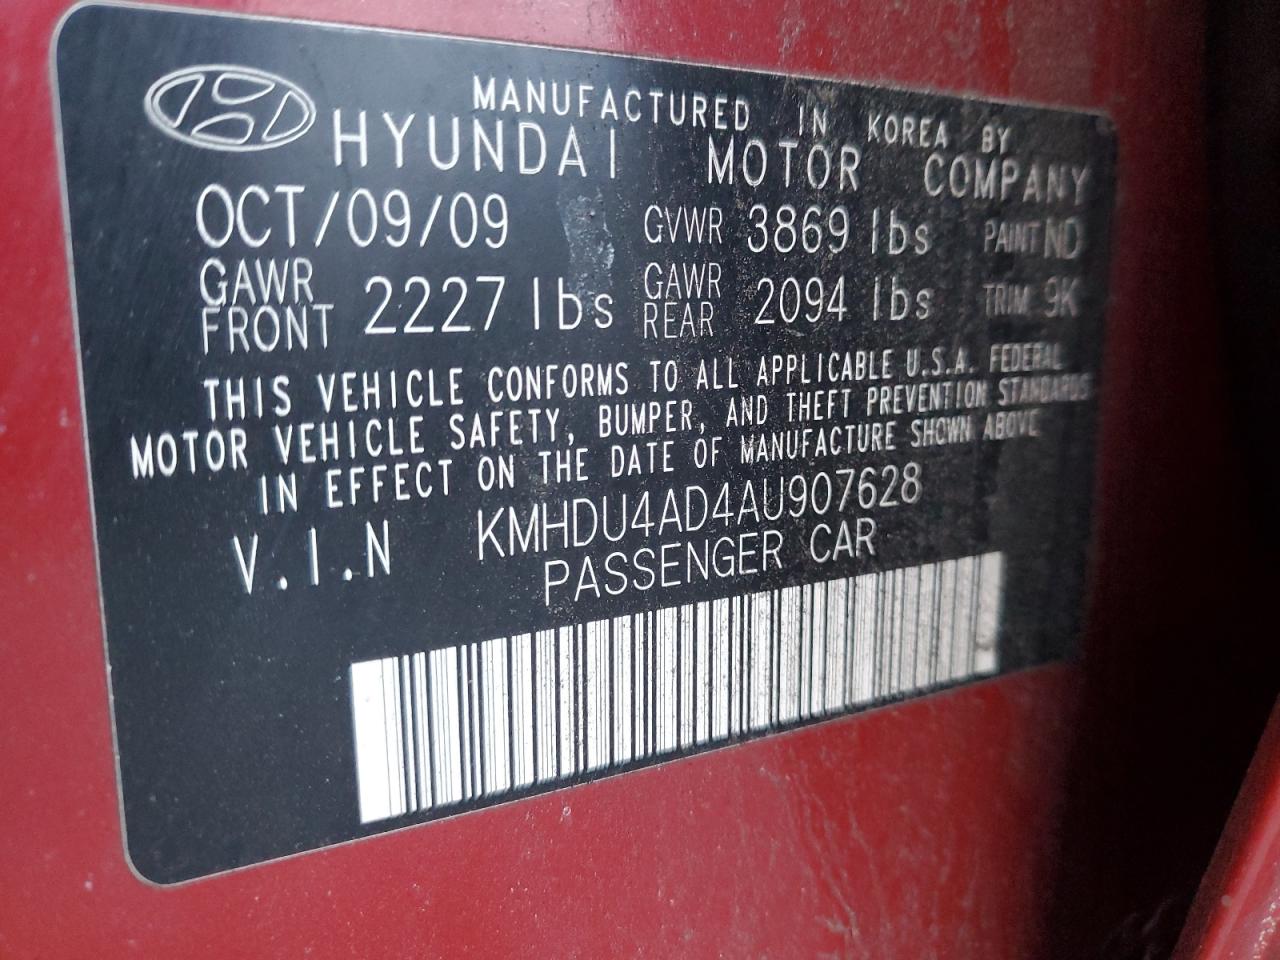 MANUFACTURED IN KOREA BY
HYUNDAI MOTOR COMPANY
OCT/09/09 GVWR 3869 lbs PAINT ND
GAWR FRONT 2227 lbs GAWR REAR 2094 lbs TRIM 9K
THIS VEHICLE CONFORMS TO ALL APPLICABLE U.S.A. FEDERAL
MOTOR VEHICLE SAFETY, BUMPER, AND THEFT PREVENTION STANDARDS
IN EFFECT ON THE DATE OF MANUFACTURE SHOWN ABOVE
V.I.N KMHDU4AD4AU907628
PASSENGER CAR